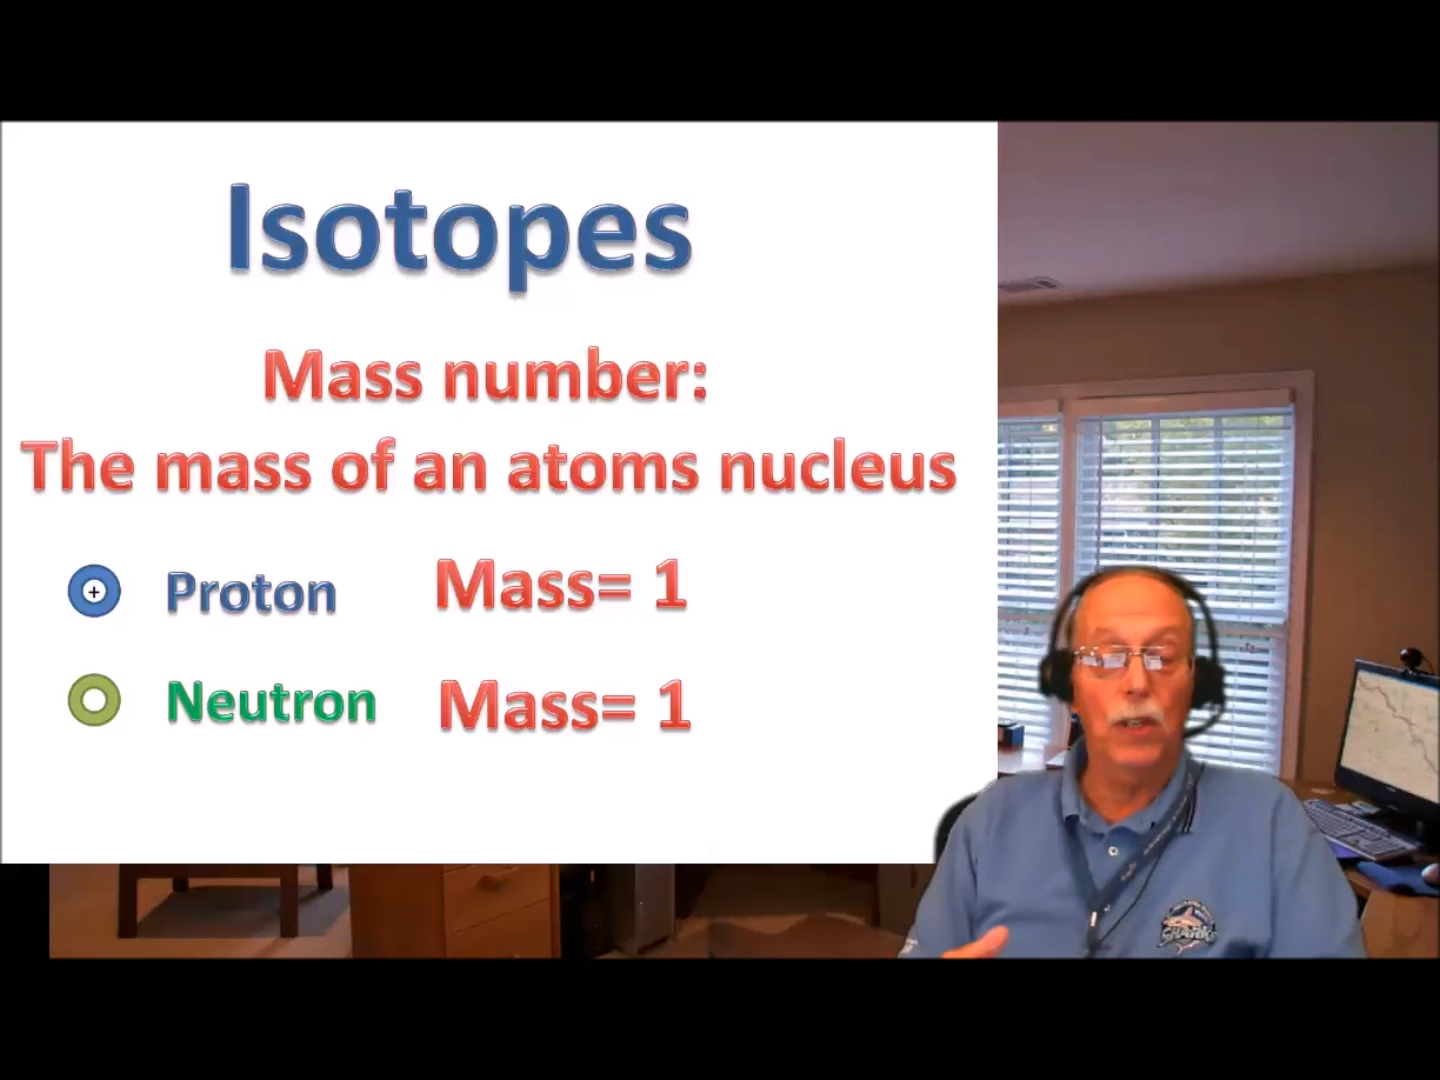 Isotopes
Mass number:
The mass of an atoms nucleus
+ Proton Mass= 1
Neutron Mass= 1